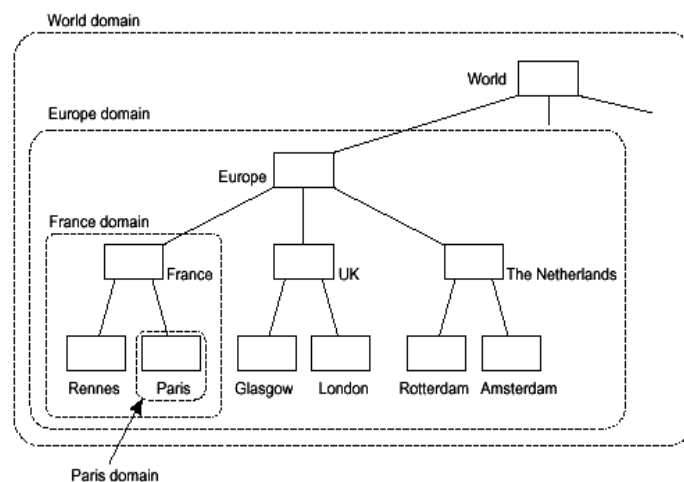 World domain
World
Europe domain
Europe
France domain
France
UK
The Netherlands
Rennes
Paris
Glasgow
London
Rotterdam
Amsterdam
Paris domain